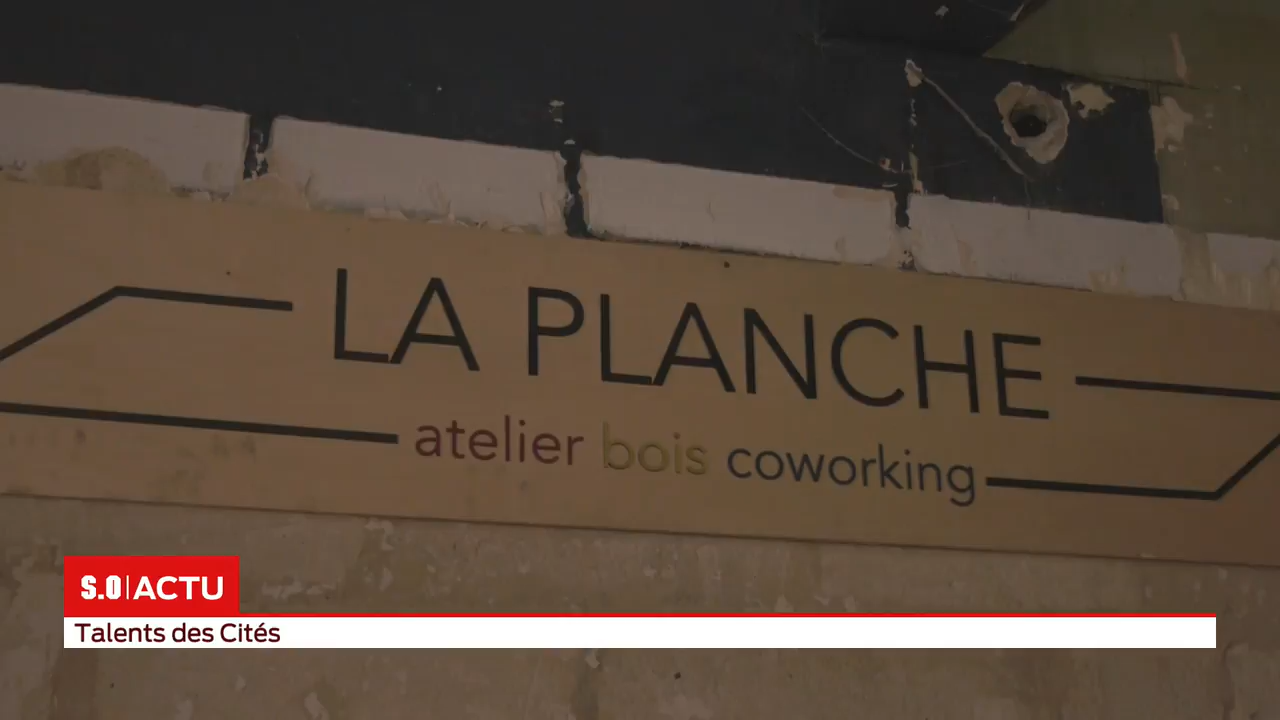 LA PLANCHE
atelier bois coworking
S.O|ACTU
Talents des Cités